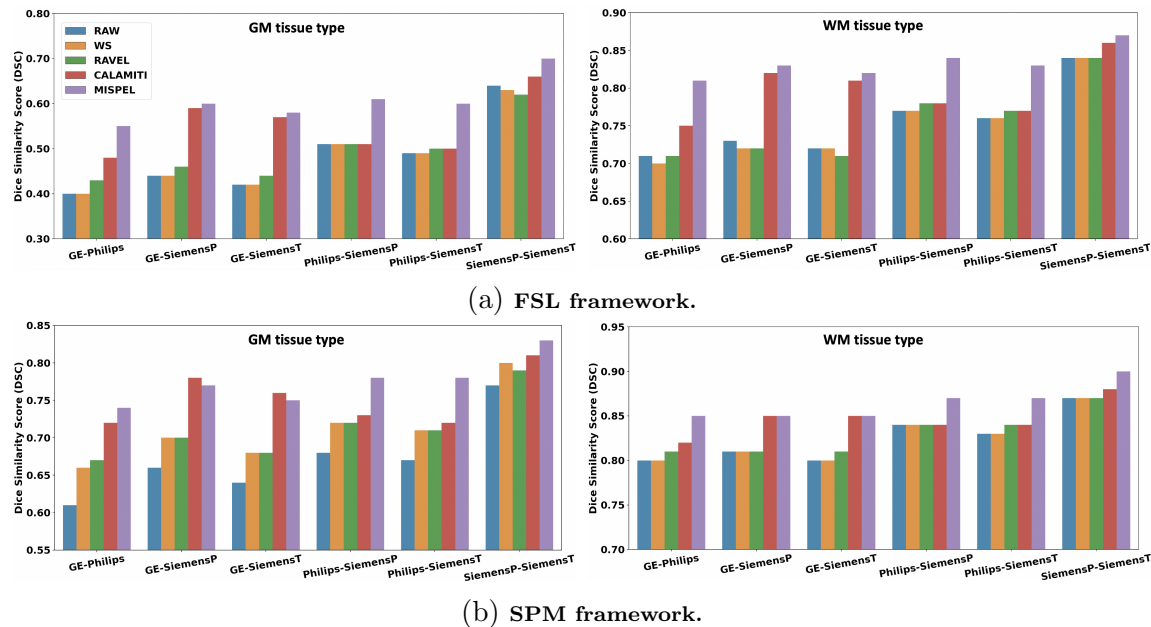 GM tissue type
Dice Similarity Score (DSC)
0.80
0.70
0.60
0.50
0.40
0.30
RAW
WS
RAVEL
CALAMITI
MISPEL
GE-Philips
GE-SiemensP
GE-SiemensT
Philips-SiemensP
Philips-SiemensT
SiemensP-SiemensT
WM tissue type
Dice Similarity Score (DSC)
0.90
0.85
0.80
0.75
0.70
0.65
0.60
GE-Philips
GE-SiemensP
GE-SiemensT
Philips-SiemensP
Philips-SiemensT
SiemensP-SiemensT
(a) FSL framework.
GM tissue type
Dice Similarity Score (DSC)
0.85
0.80
0.75
0.70
0.65
0.60
0.55
GE-Philips
GE-SiemensP
GE-SiemensT
Philips-SiemensP
Philips-SiemensT
SiemensP-SiemensT
WM tissue type
Dice Similarity Score (DSC)
0.95
0.90
0.85
0.80
0.75
0.70
GE-Philips
GE-SiemensP
GE-SiemensT
Philips-SiemensP
Philips-SiemensT
SiemensP-SiemensT
(b) SPM framework.